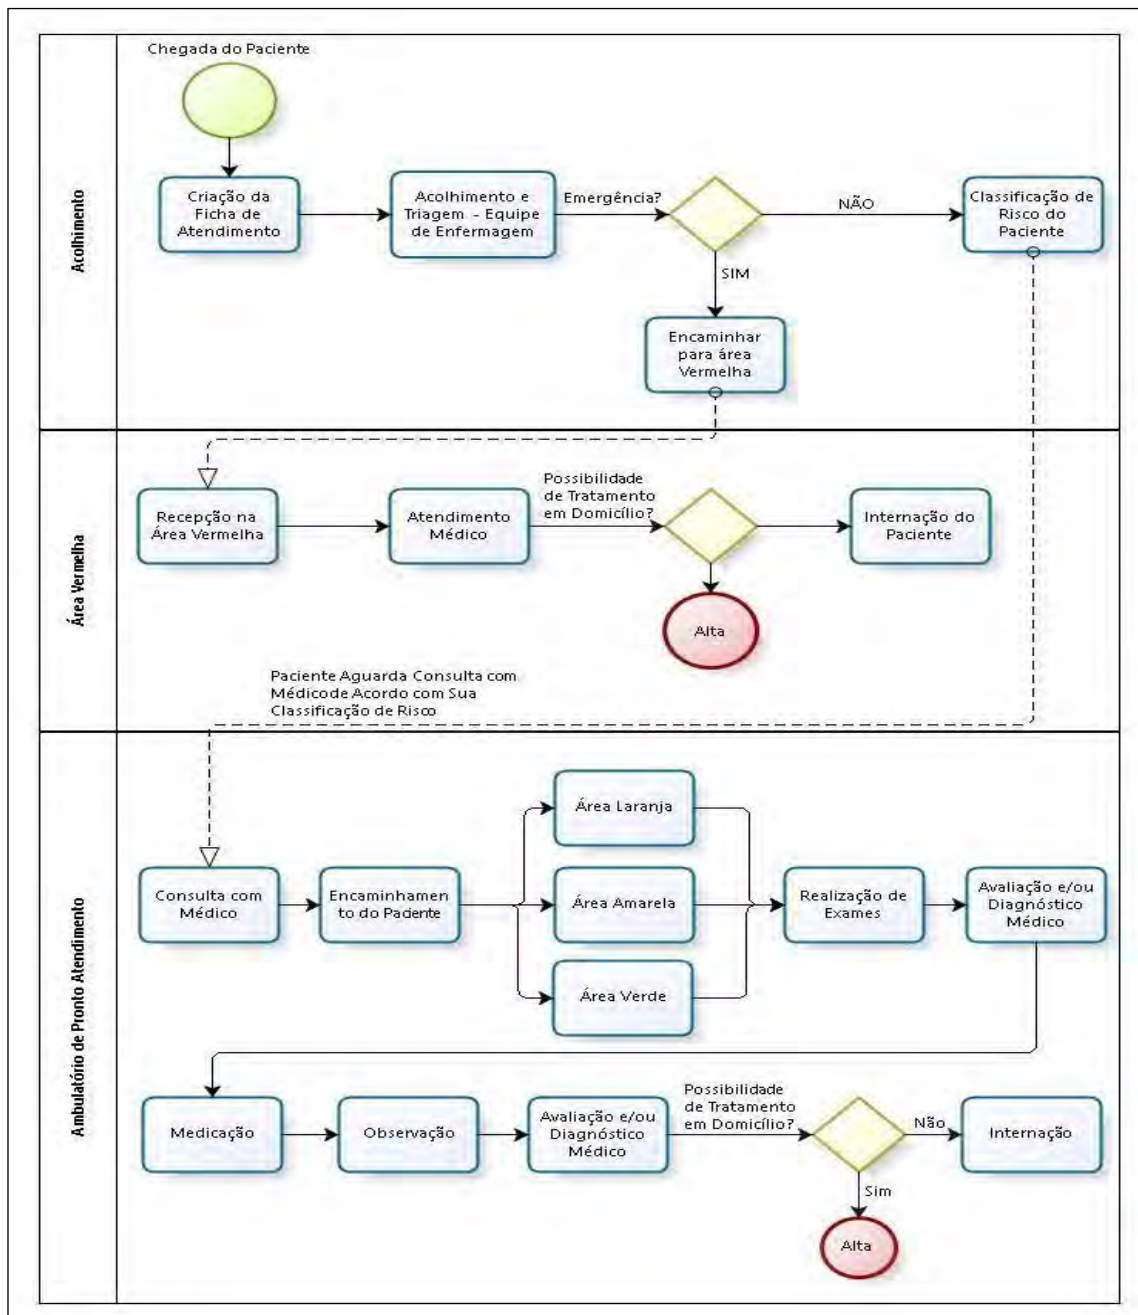 Chegada do Paciente
Acolhimento
Criação da
Ficha de
Atendimento
Acolhimento e
Triagem - Equipe
de Enfermagem
Emergência?
NÃO
Classificação de
Risco do
Paciente
SIM
Encaminhar
para área
Vermelha
Área Vermelha
Recepção na
Área Vermelha
Atendimento
Médico
Possibilidade
de Tratamento
em Domicílio?
Internação do
Paciente
Alta
Paciente Aguarda Consulta com
Médicode Acordo com Sua
Classificação de Risco
Ambulatório de Pronto Atendimento
Consulta com
Médico
Encaminhame
nto do Paciente
Área Laranja
Área Amarela
Área Verde
Realização de
Exames
Avaliação e/ou
Diagnóstico
Médico
Medicação
Observação
Avaliação e/ou
Diagnóstico
Médico
Possibilidade
de Tratamento
em Domicílio?
Não
Internação
Sim
Alta